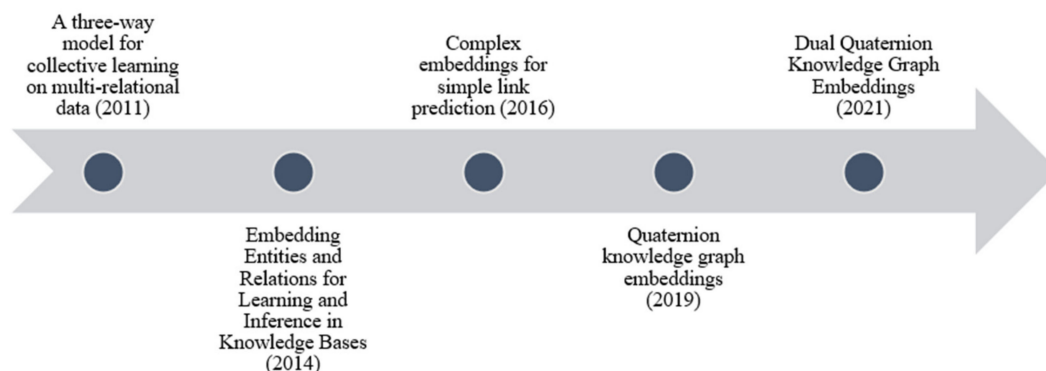 A three-way
model for
collective learning
on multi-relational
data (2011)
Embedding
Entities and
Relations for
Learning and
Inference in
Knowledge Bases
(2014)
Complex
embeddings for
simple link
prediction (2016)
Quaternion
knowledge graph
embeddings
(2019)
Dual Quaternion
Knowledge Graph
Embeddings
(2021)